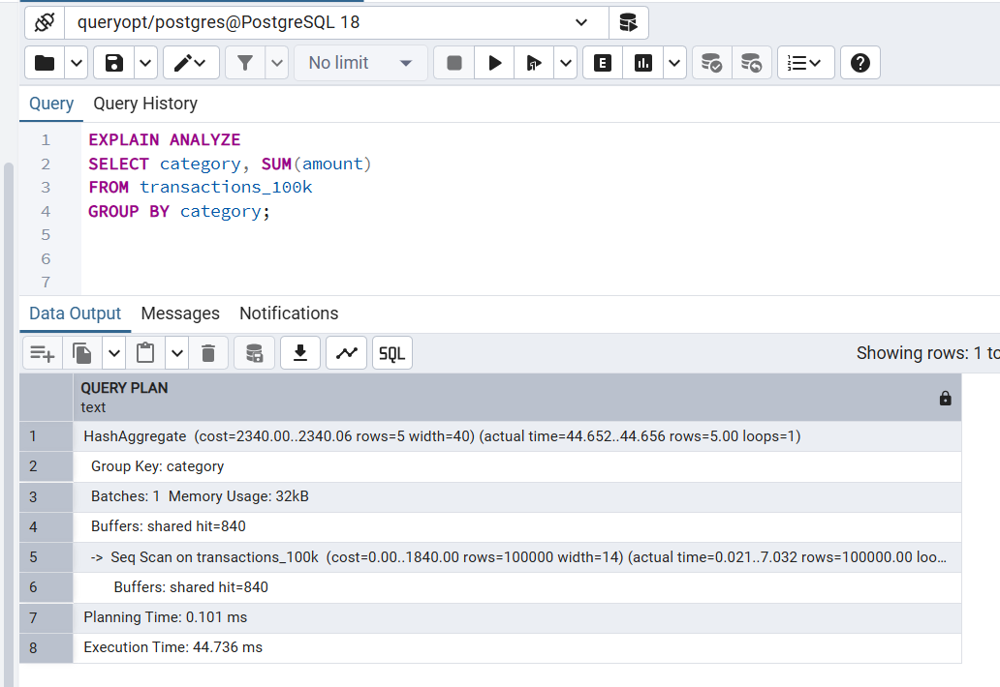 queryopt/postgres@PostgreSQL 18
No limit
E
Query Query History
1 EXPLAIN ANALYZE
2 SELECT category, SUM(amount)
3 FROM transactions_100k
4 GROUP BY category;
5
6
7
Data Output Messages Notifications
SQL
Showing rows: 1 to
QUERY PLAN
text
1 HashAggregate (cost=2340.00..2340.06 rows=5 width=40) (actual time=44.652..44.656 rows=5.00 loops=1)
2 Group Key: category
3 Batches: 1 Memory Usage: 32kB
4 Buffers: shared hit=840
5 -> Seq Scan on transactions_100k (cost=0.00..1840.00 rows=100000 width=14) (actual time=0.021..7.032 rows=100000.00 loo...
6 Buffers: shared hit=840
7 Planning Time: 0.101 ms
8 Execution Time: 44.736 ms